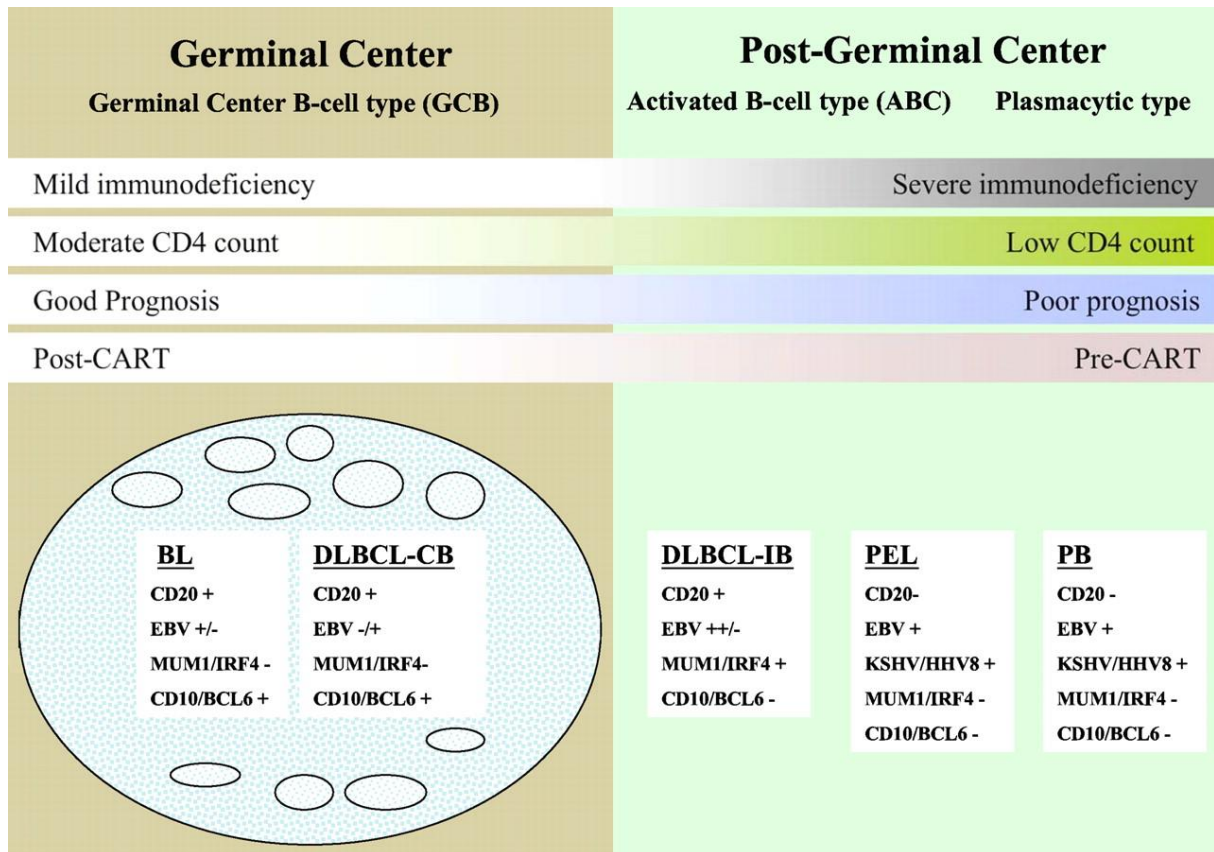 Germinal Center
Germinal Center B-cell type (GCB)
Post-Germinal Center
Activated B-cell type (ABC) Plasmacytic type
Mild immunodeficiency
Severe immunodeficiency
Moderate CD4 count
Low CD4 count
Good Prognosis
Poor prognosis
Post-CART
Pre-CART
BL
CD20 +
EBV +/-
MUM1/IRF4 -
CD10/BCL6 +
DLBCL-CB
CD20 +
EBV -/+
MUM1/IRF4-
CD10/BCL6 +
DLBCL-IB
CD20 +
EBV ++/-
MUM1/IRF4 +
CD10/BCL6 -
PEL
CD20-
EBV +
KSHV/HHV8 +
MUM1/IRF4 -
CD10/BCL6 -
PB
CD20 -
EBV +
KSHV/HHV8 +
MUM1/IRF4 -
CD10/BCL6 -